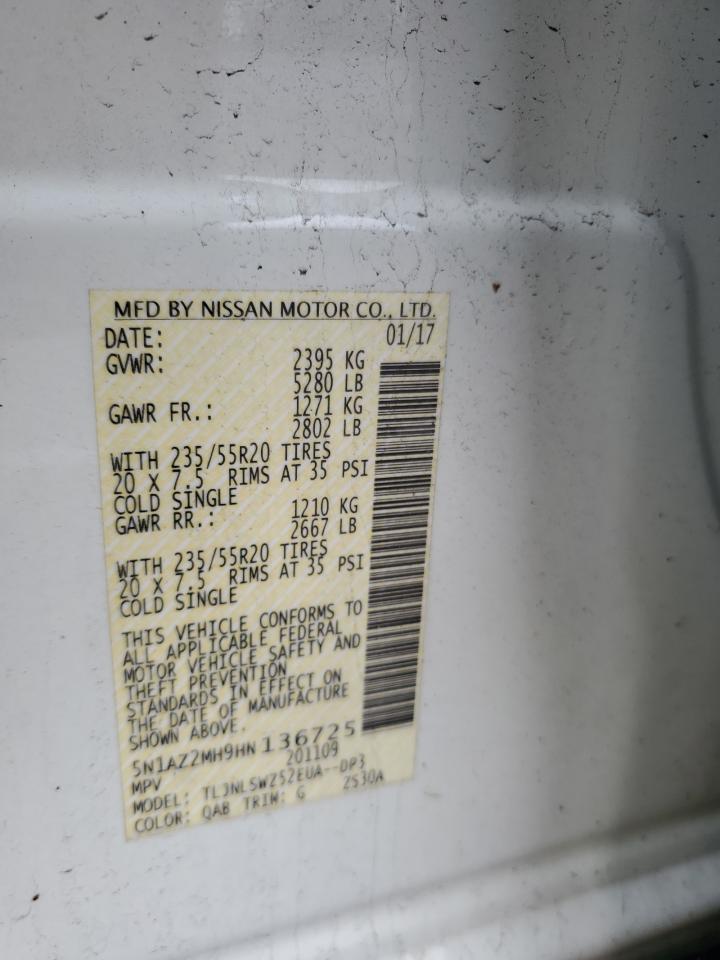 MFD BY NISSAN MOTOR CO., LTD.
DATE: 01/17
GVWR: 2395 KG
5280 LB
GAWR FR.: 1271 KG
2802 LB
WITH 235/55R20 TIRES
20 X 7.5 RIMS AT 35 PSI
COLD SINGLE
GAWR RR.: 1210 KG
2667 LB
WITH 235/55R20 TIRES
20 X 7.5 RIMS AT 35 PSI
COLD SINGLE
THIS VEHICLE CONFORMS TO
ALL APPLICABLE FEDERAL
MOTOR VEHICLE SAFETY AND
THEFT PREVENTION
STANDARDS IN EFFECT ON
THE DATE OF MANUFACTURE
SHOWN ABOVE.
5N1AZ2MH9HN136725
MPV 201109
MODEL: TLJNLSWZ52EUA--DP3
COLOR: QAB TRIM: G 2S30A